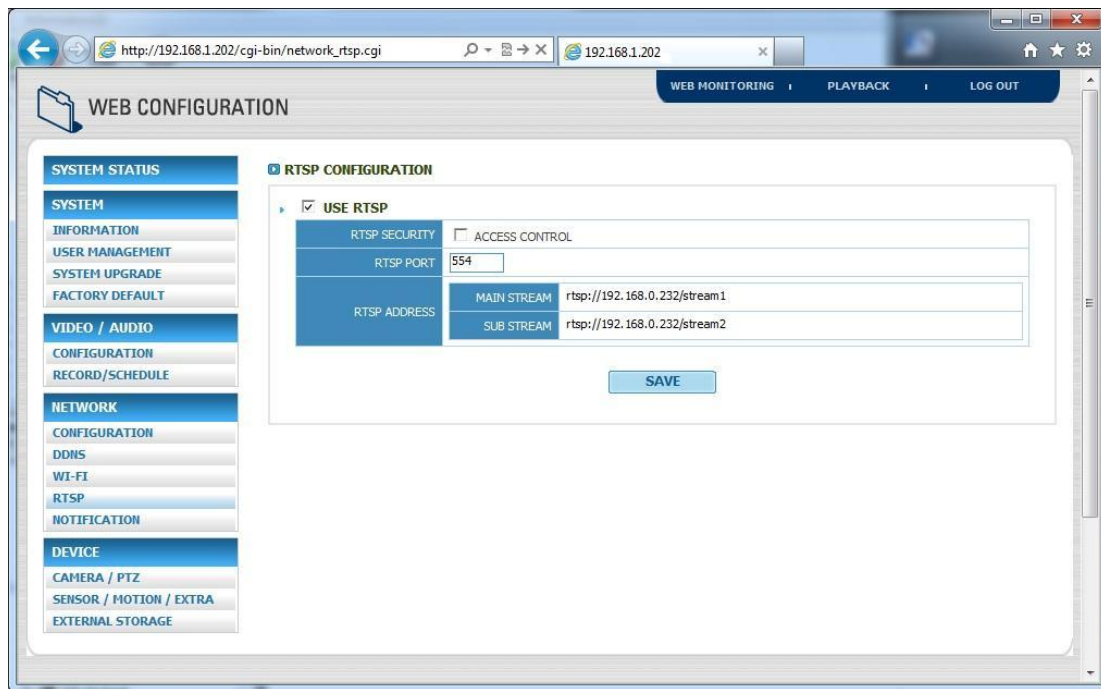 http://192.168.1.202/cgi-bin/network_rtsp.cgi
192.168.1.202
WEB CONFIGURATION
WEB MONITORING
PLAYBACK
LOG OUT
SYSTEM STATUS
SYSTEM
INFORMATION
USER MANAGEMENT
SYSTEM UPGRADE
FACTORY DEFAULT
VIDEO / AUDIO
CONFIGURATION
RECORD/SCHEDULE
NETWORK
CONFIGURATION
DDNS
WI-FI
RTSP
NOTIFICATION
DEVICE
CAMERA / PTZ
SENSOR / MOTION / EXTRA
EXTERNAL STORAGE
RTSP CONFIGURATION
USE RTSP
RTSP SECURITY ACCESS CONTROL
RTSP PORT 554
RTSP ADDRESS
MAIN STREAM rtsp://192.168.0.232/stream1
SUB STREAM rtsp://192.168.0.232/stream2
SAVE